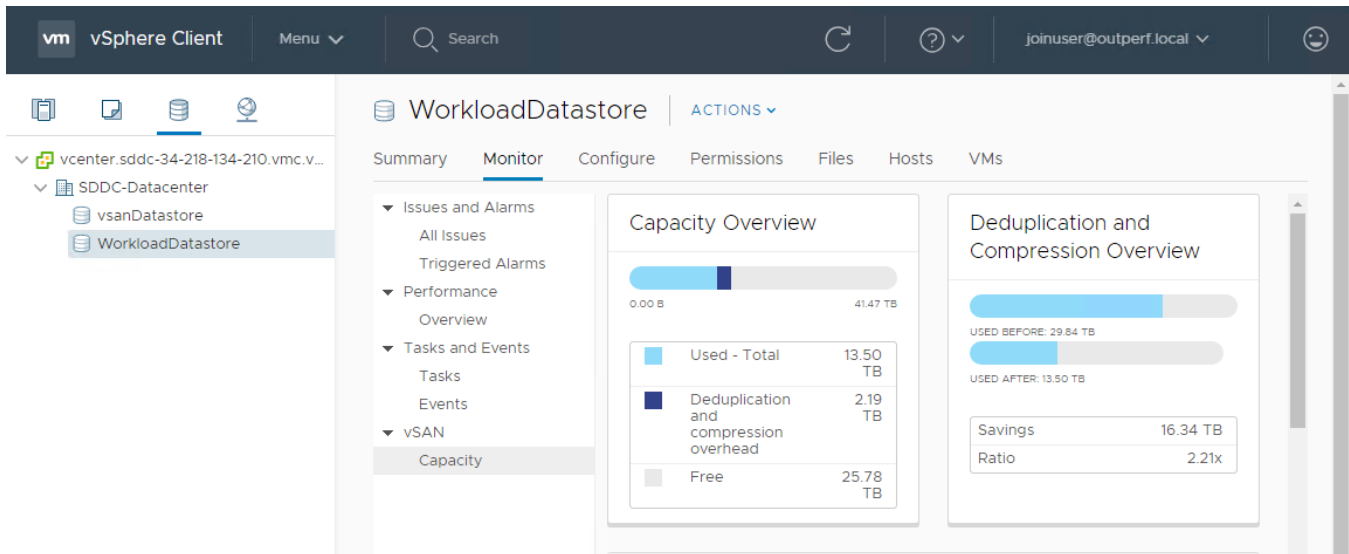 vm vSphere Client Menu Search joinuser@outperf.local
vcenter.sddc-34-218-134-210.vmc.v...
SDDC-Datacenter
vsanDatastore
WorkloadDatastore
WorkloadDatastore ACTIONS
Summary Monitor Configure Permissions Files Hosts VMs
Issues and Alarms
All Issues
Triggered Alarms
Performance
Overview
Tasks and Events
Tasks
Events
vSAN
Capacity
Capacity Overview
0.00 B 41.47 TB
Used - Total 13.50
TB
Deduplication 2.19
and TB
compression
overhead
Free 25.78
TB
Deduplication and
Compression Overview
USED BEFORE: 29.84 TB
USED AFTER: 13.50 TB
Savings 16.34 TB
Ratio 2.21x